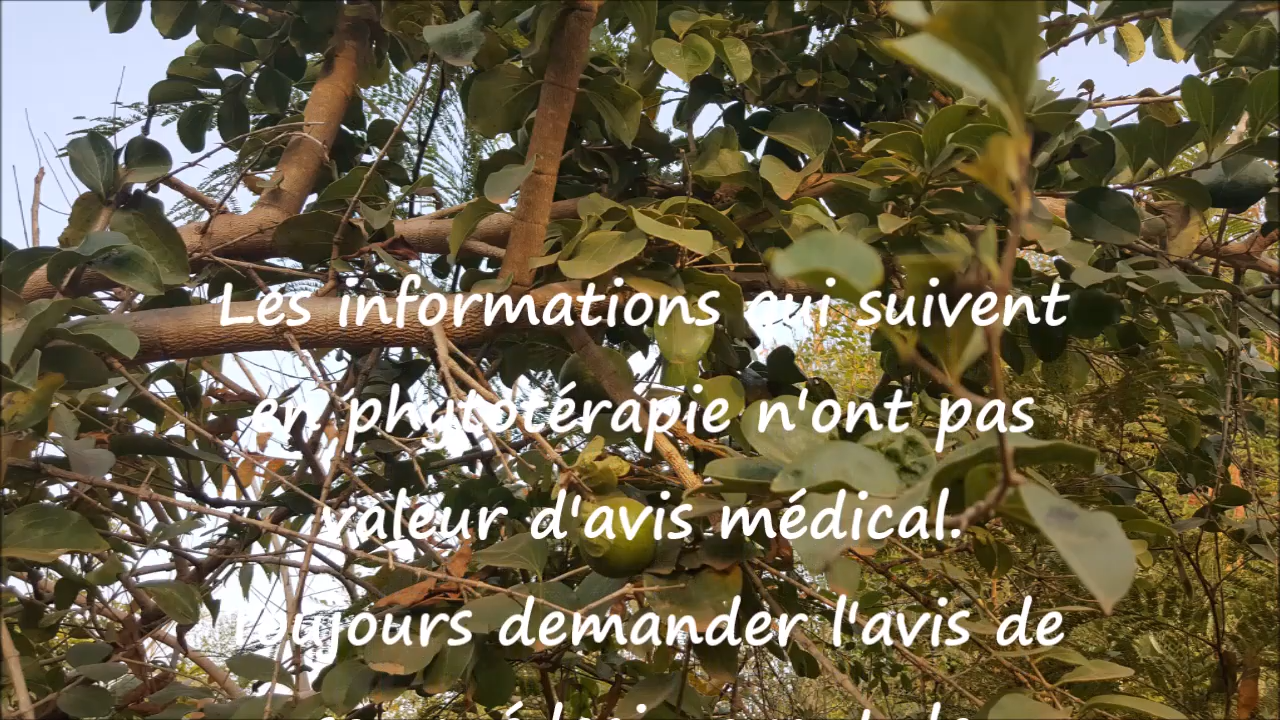 Les informations qui suivent
en phytotérapie n'ont pas
valeur d'avis médical.
Toujours demander l'avis de